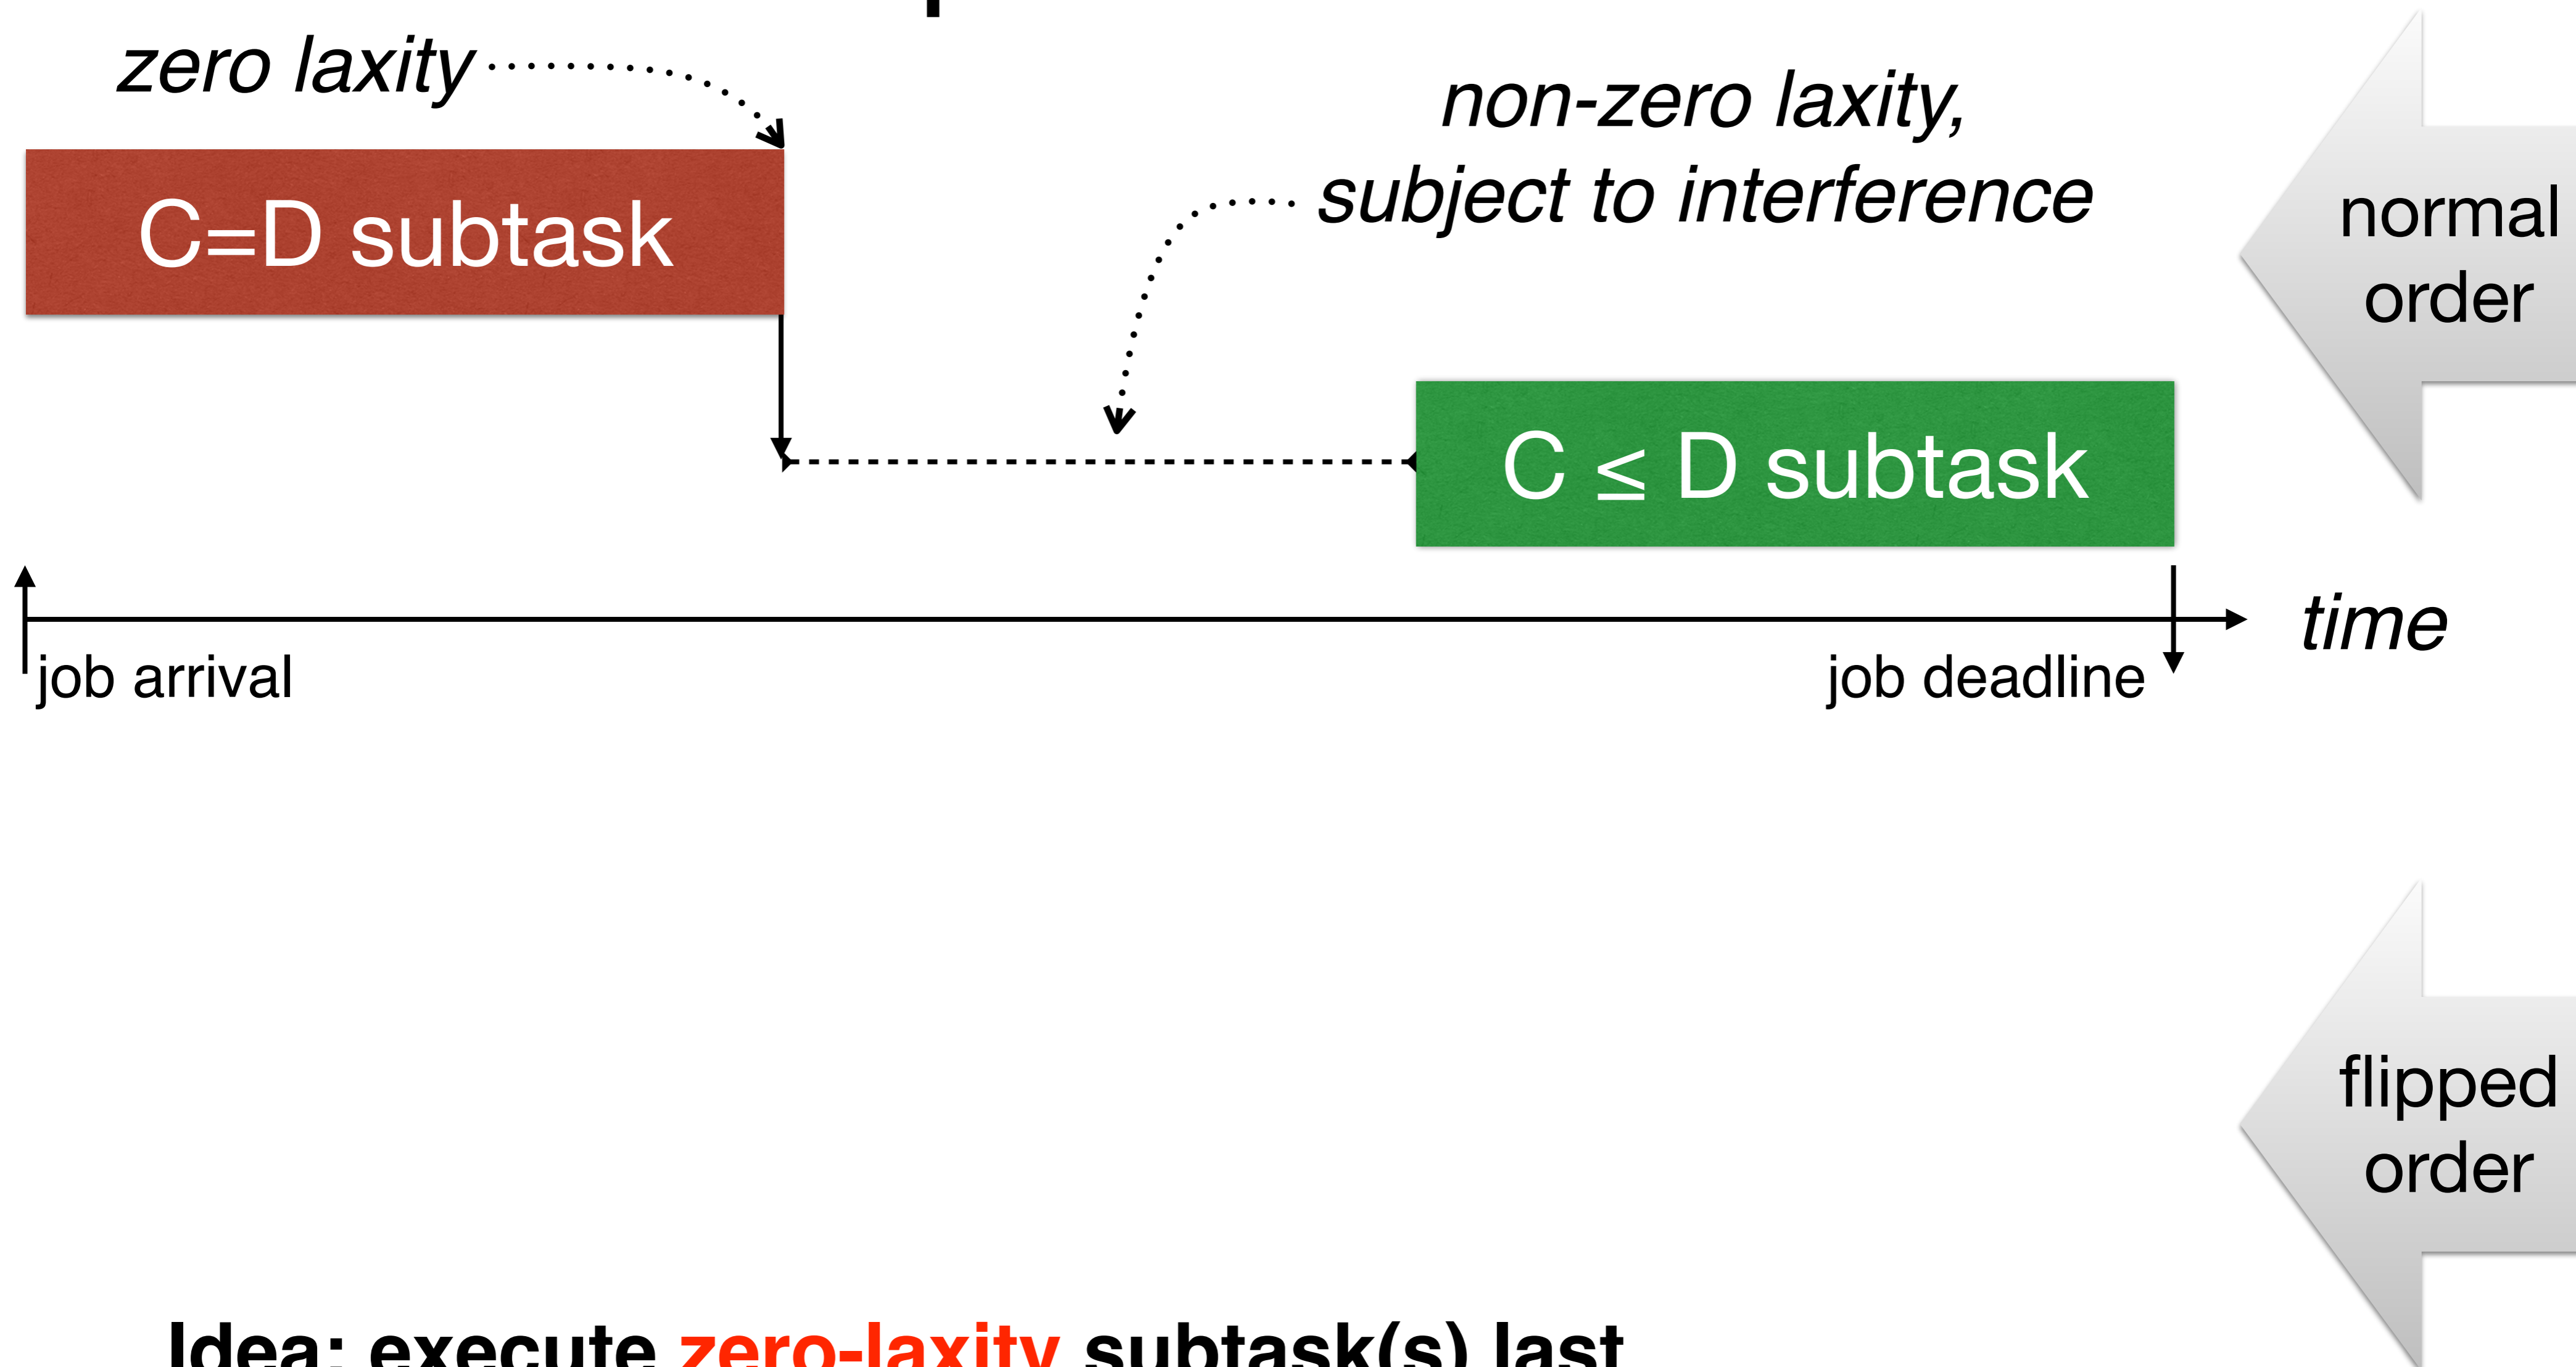 zero laxity
non-zero laxity,
subject to interference
C=D subtask
normal
order
C ≤ D subtask
time
job arrival
job deadline
flipped
order
Idea: execute zero-laxity subtask(s) last